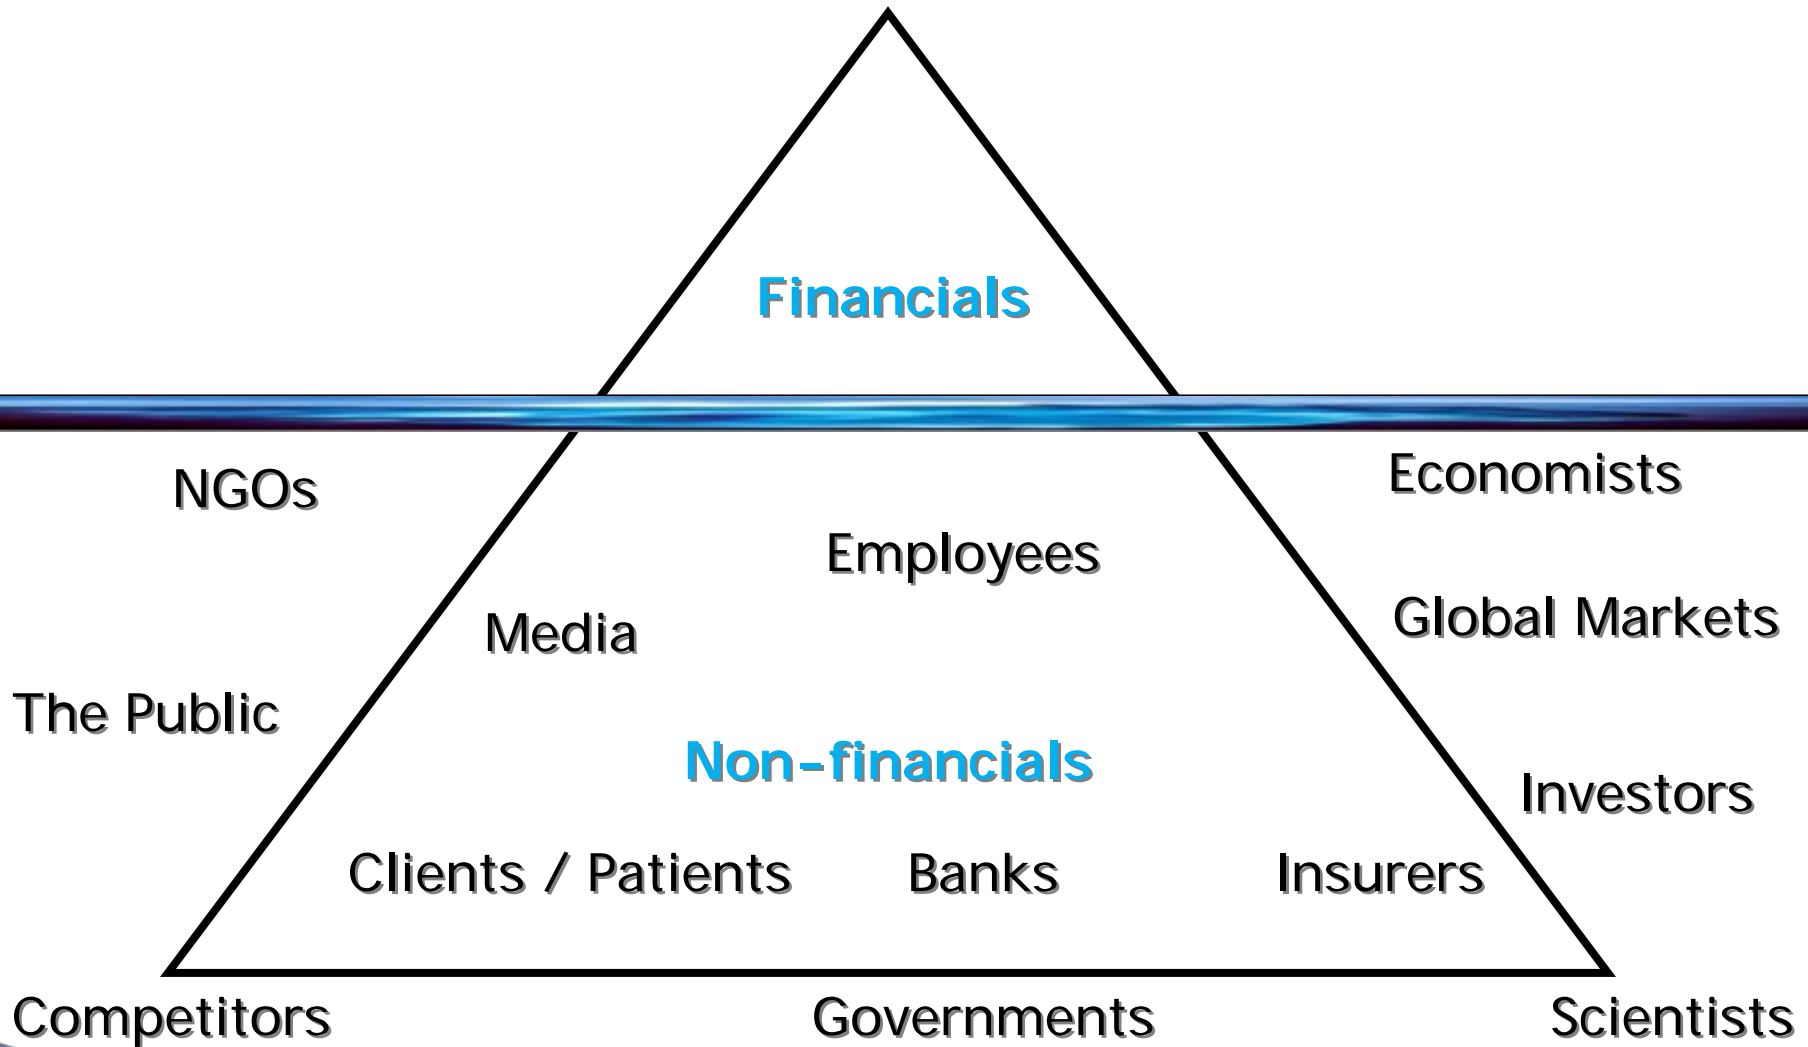 Financials
NGOs
Economists
Employees
Media
Global Markets
The Public
Non-financials
Investors
Clients / Patients
Banks
Insurers
Competitors
Governments
Scientists